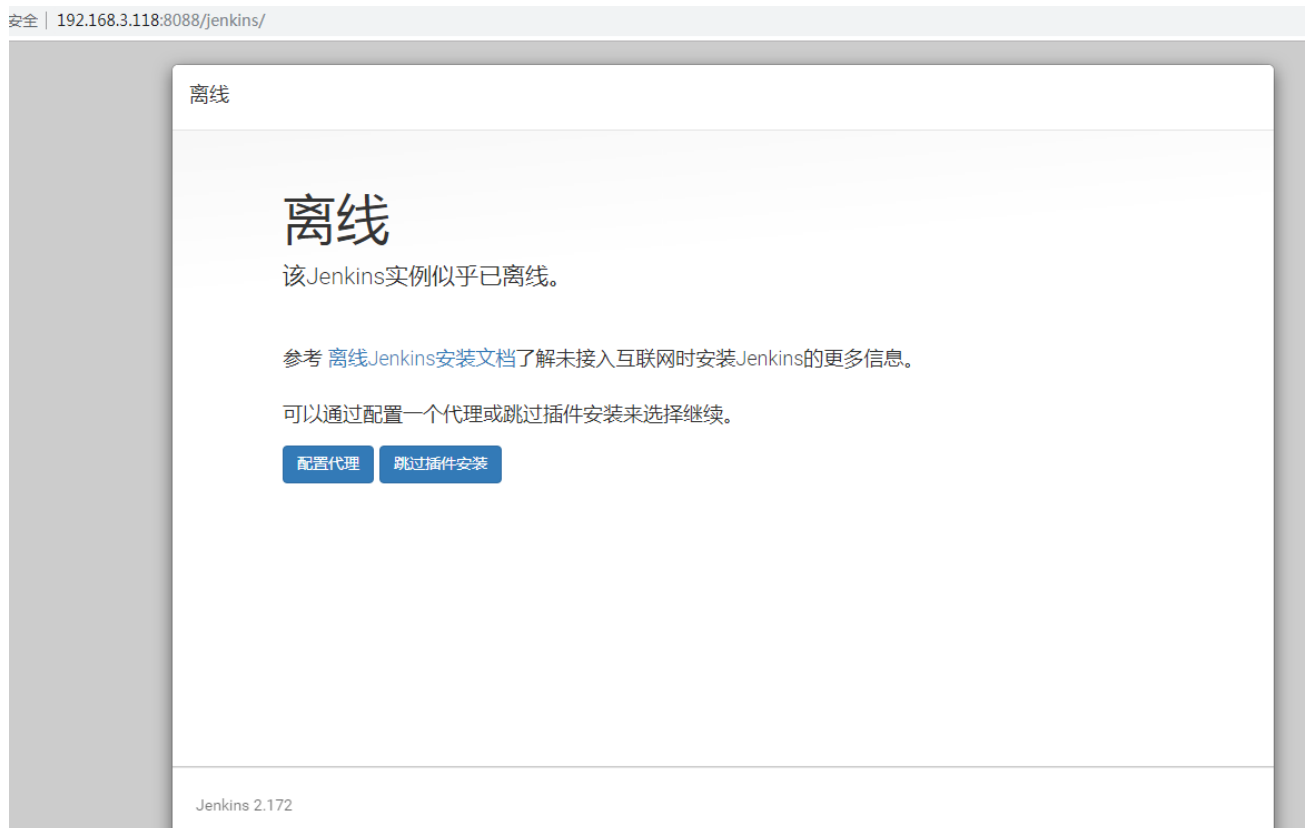 安全 | 192.168.3.118:8088/jenkins/
离线
离线
该Jenkins实例似乎已离线。
参考 离线Jenkins安装文档了解未接入互联网时安装Jenkins的更多信息。
可以通过配置一个代理或跳过插件安装来选择继续。
配置代理 跳过插件安装
Jenkins 2.172